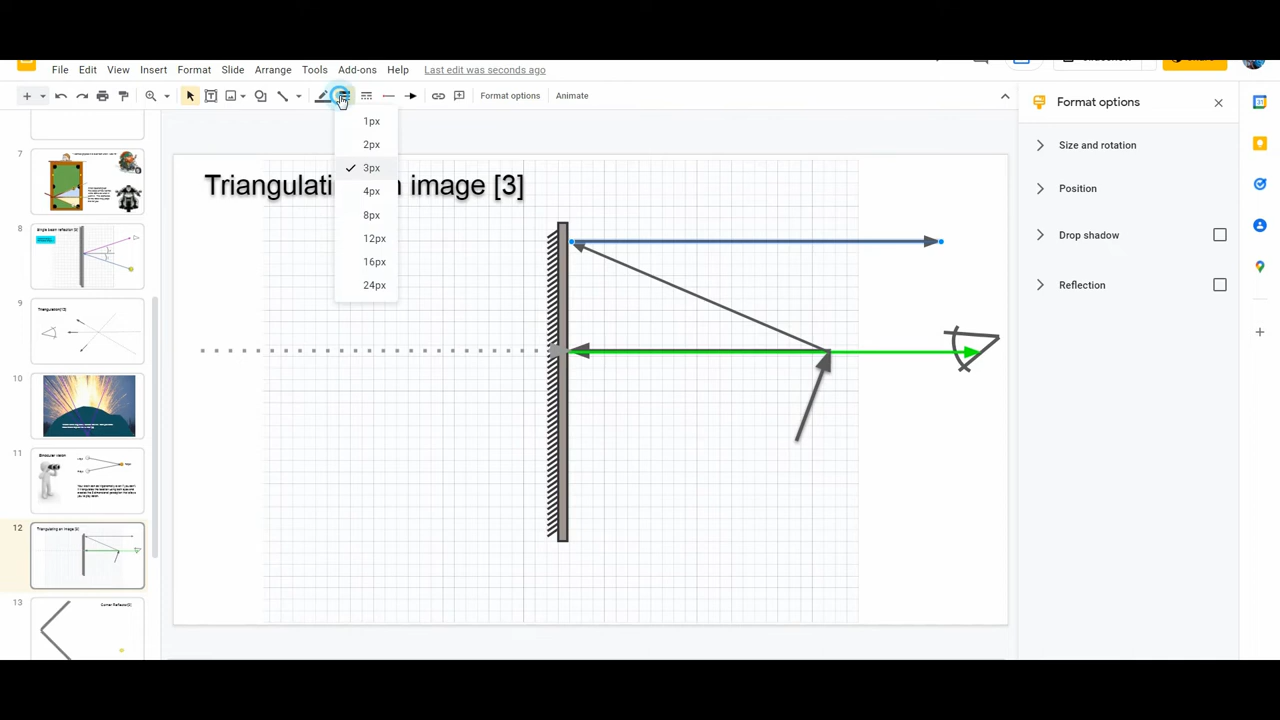 File Edit View Insert Format Slide Arrange Tools Add-ons Help Last edit was seconds ago
Format options Animate
Format options
1px
2px
3px
4px
8px
12px
16px
24px
Size and rotation
Position
Drop shadow
Reflection
Triangulati
n image [3]
7
8
Single beam reflection
9
10
11
Binocular vision
12
Triangulating an image [3]
13